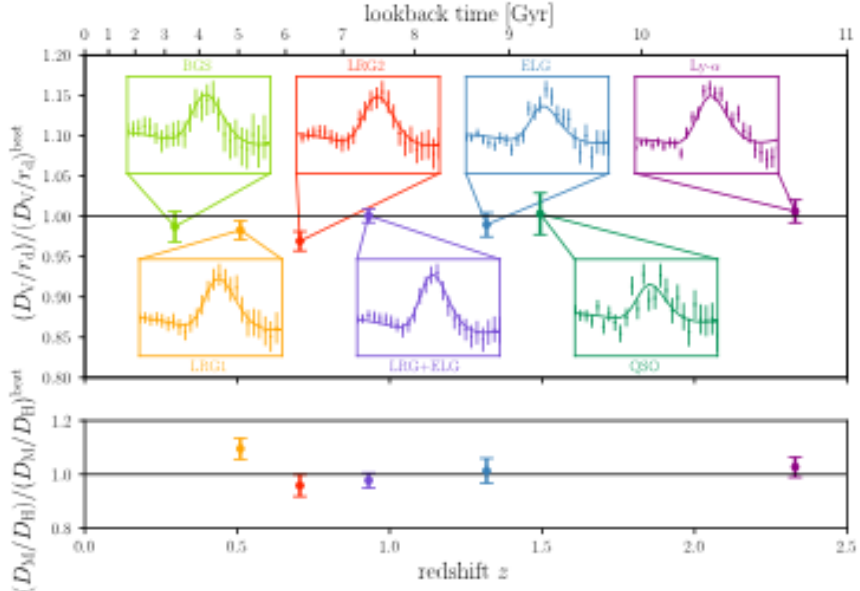 lookback time [Gyr]
0 1 2 3 4 5 6 7 8 9 10 11
BGS LRG2 ELG Ly-α
1.20
1.15
1.10
1.05
1.00
0.95
0.90
0.85
0.80
(D_V/r_d)/(D_V/r_d)^best
LRG1 LRG+ELG QSO
1.2
1.0
0.8
(D_M/D_H)/(D_M/D_H)^best
0.0 0.5 1.0 1.5 2.0 2.5
redshift z